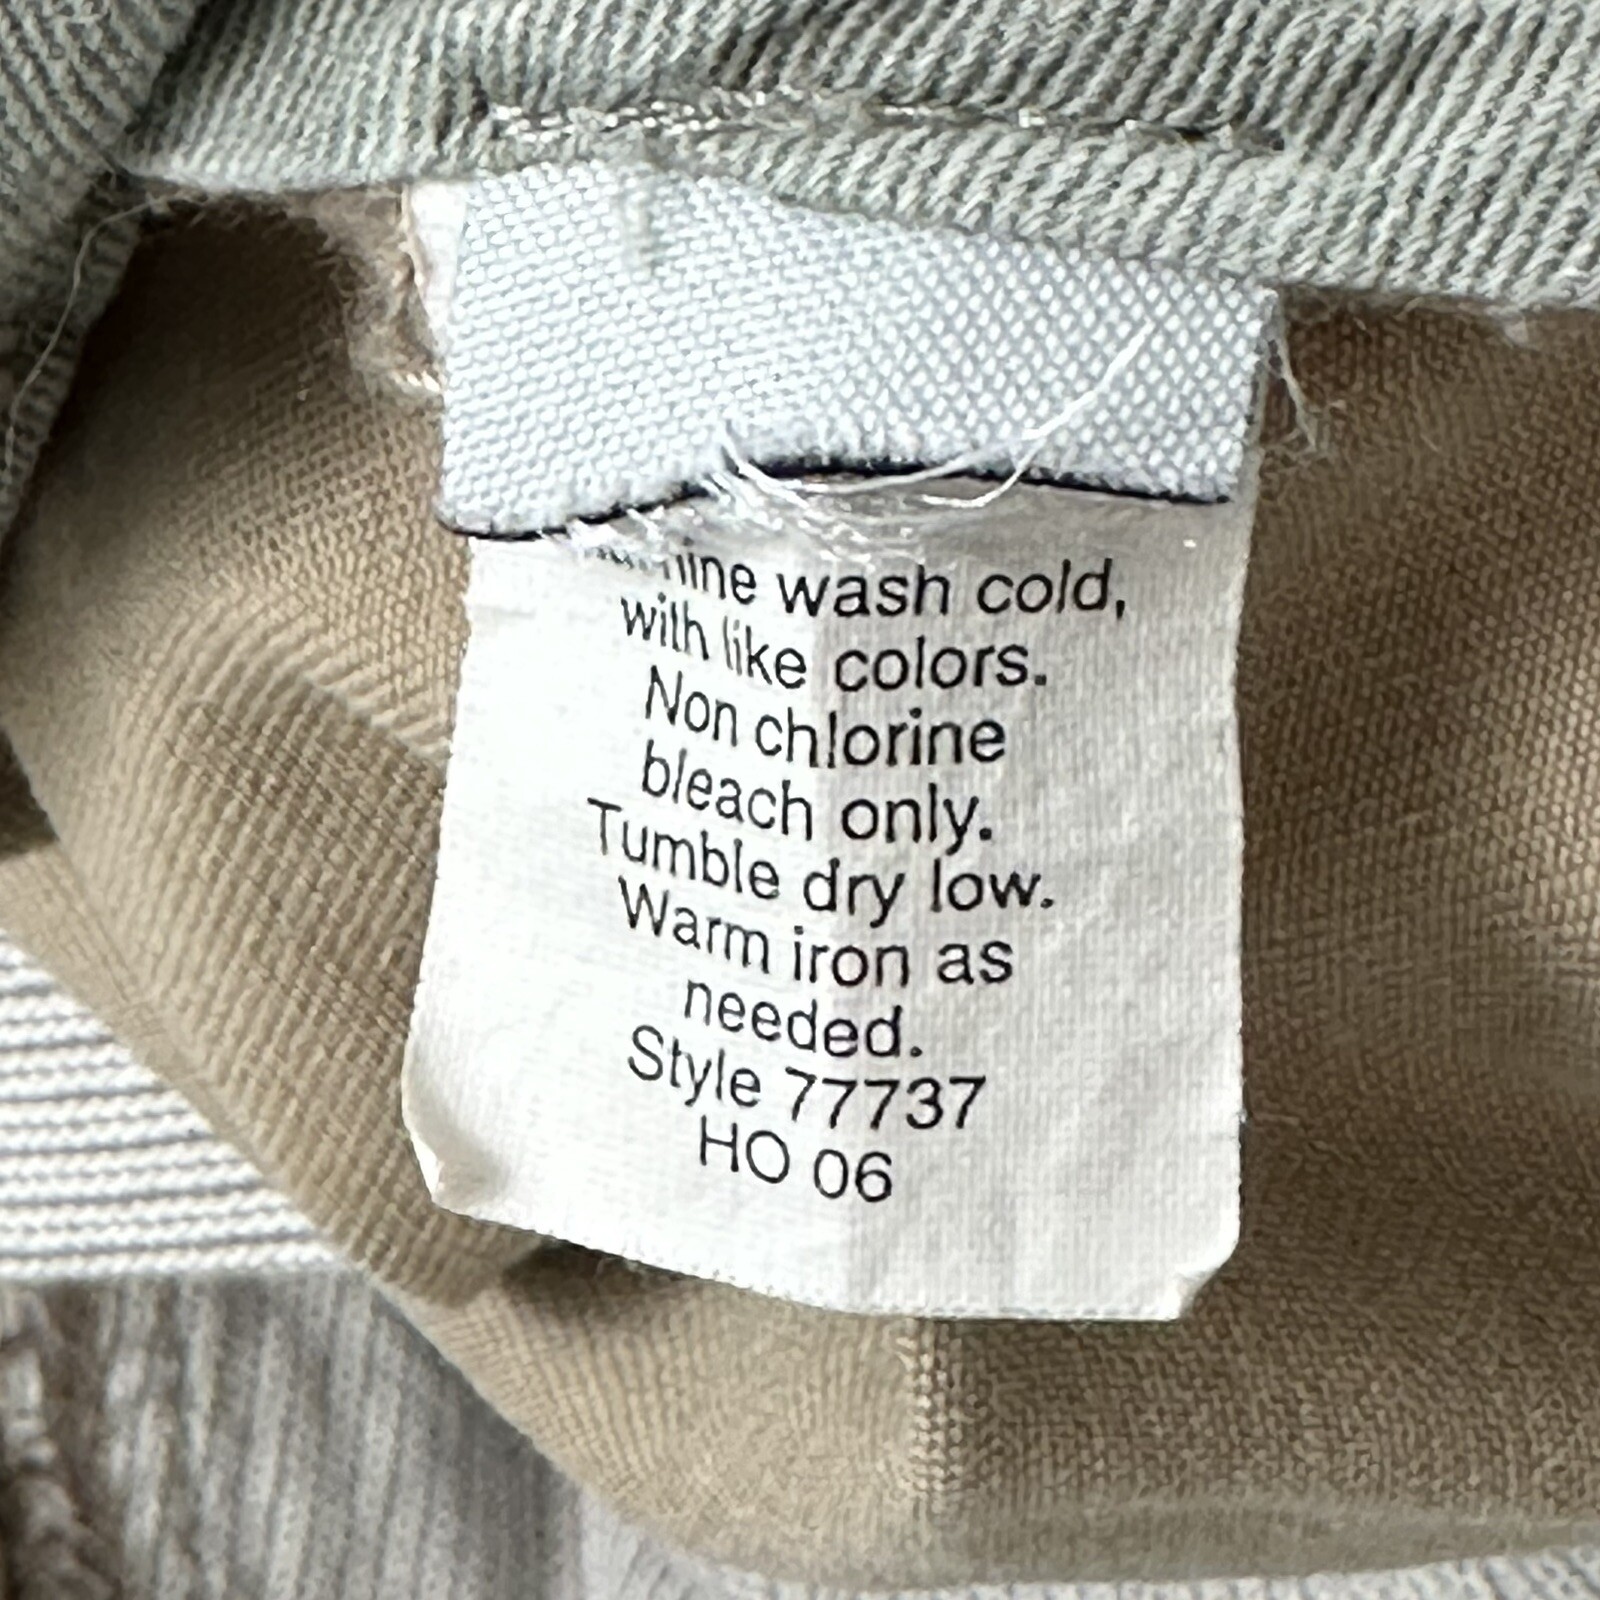 wash cold,
with like colors.
Non chlorine
bleach only.
Tumble dry low.
Warm iron as
needed.
Style 77737
HO 06